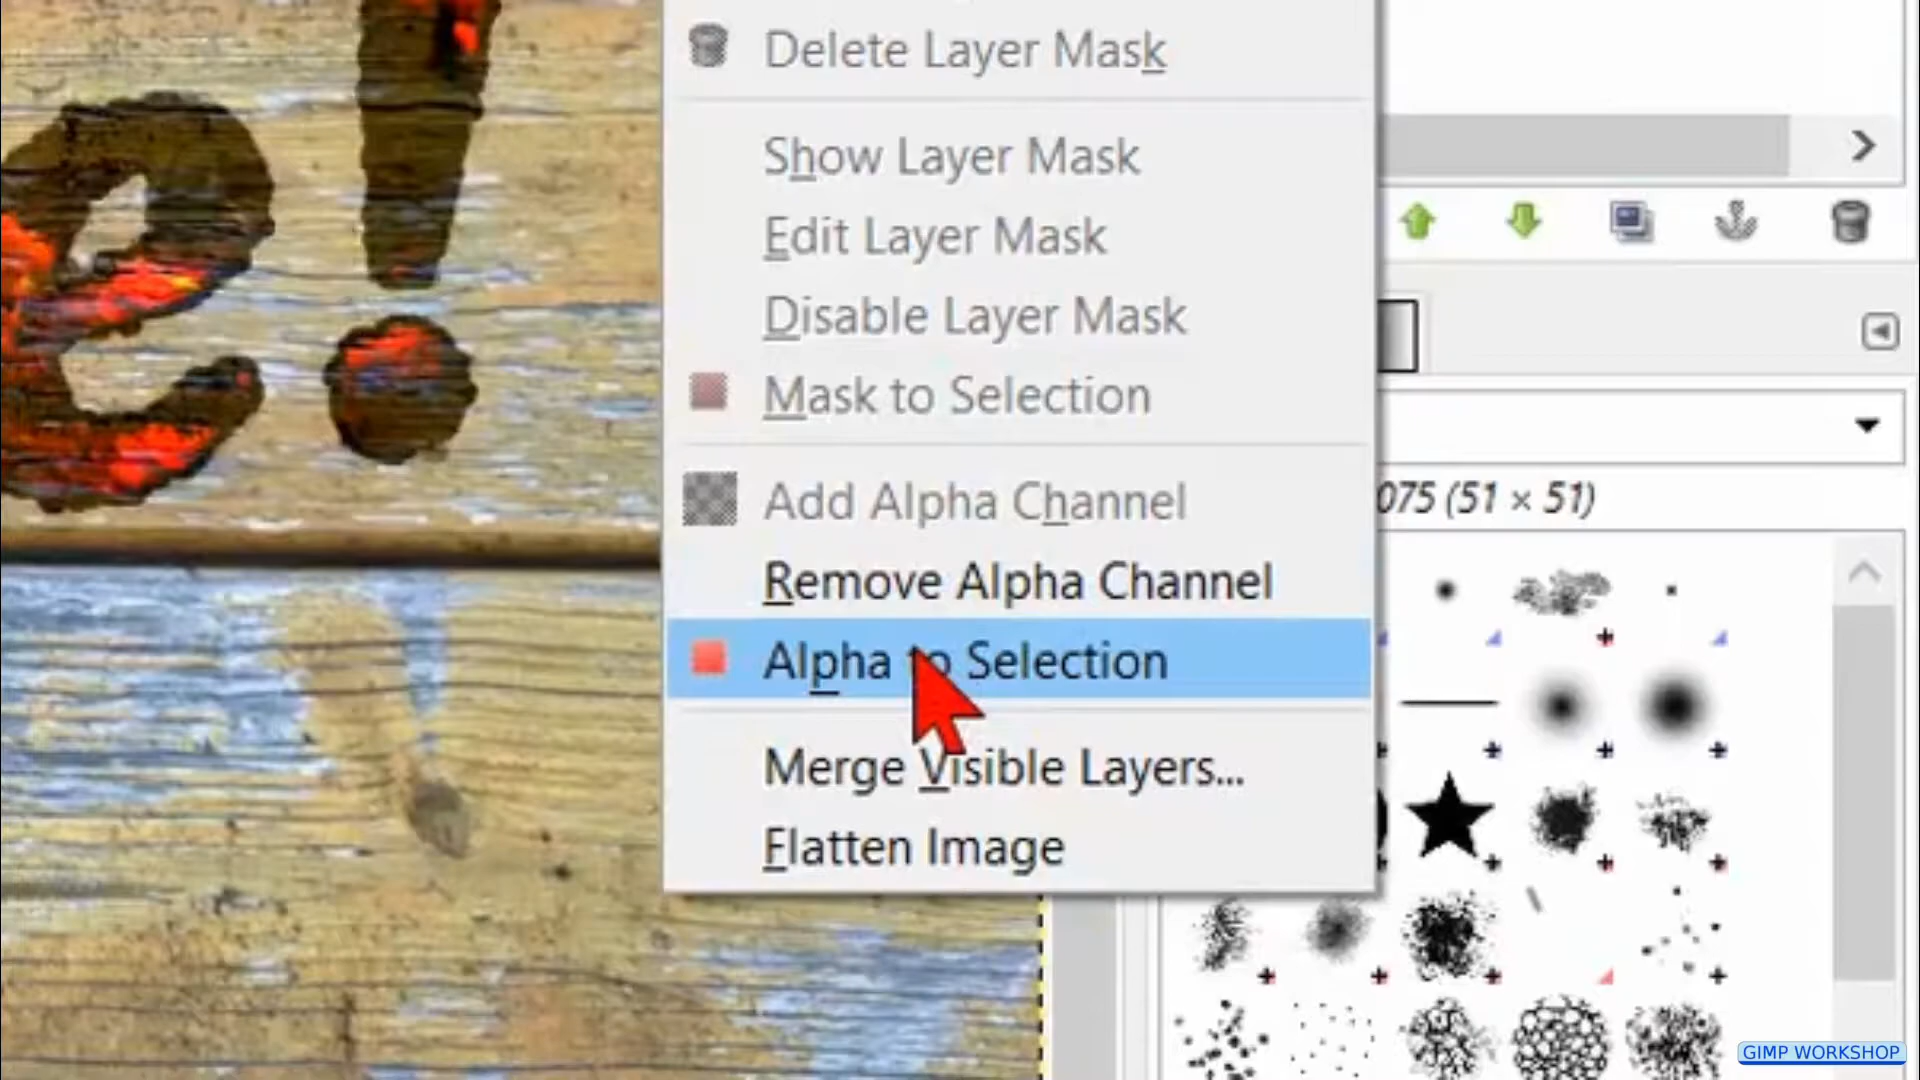 Delete Layer Mask
Show Layer Mask
Edit Layer Mask
Disable Layer Mask
Mask to Selection
Add Alpha Channel
Remove Alpha Channel
Alpha to Selection
Merge Visible Layers...
Flatten Image
075 (51 × 51)
e!
GIMP WORKSHOP